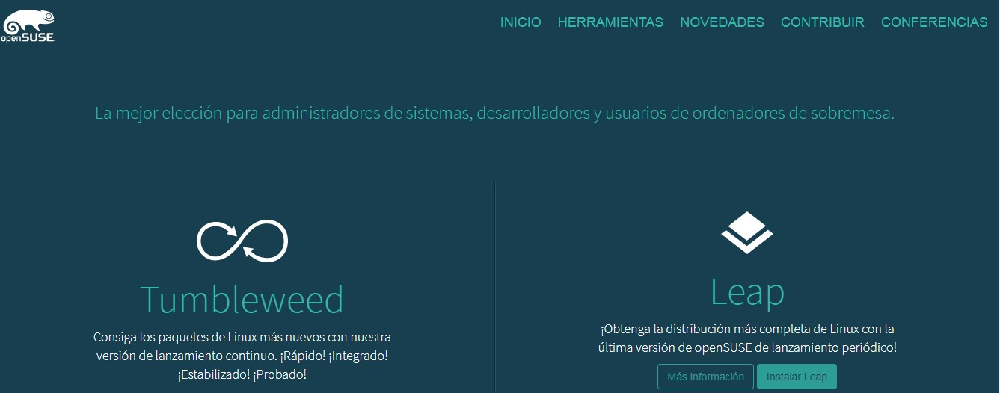 openSUSE.
INICIO HERRAMIENTAS NOVEDADES CONTRIBUIR CONFERENCIAS
La mejor elección para administradores de sistemas, desarrolladores y usuarios de ordenadores de sobremesa.
Tumbleweed
Consiga los paquetes de Linux más nuevos con nuestra
versión de lanzamiento continuo. ¡Rápido! ¡Integrado!
¡Estabilizado! ¡Probado!
Leap
¡Obtenga la distribución más completa de Linux con la
última versión de openSUSE de lanzamiento periódico!
Más información Instalar Leap